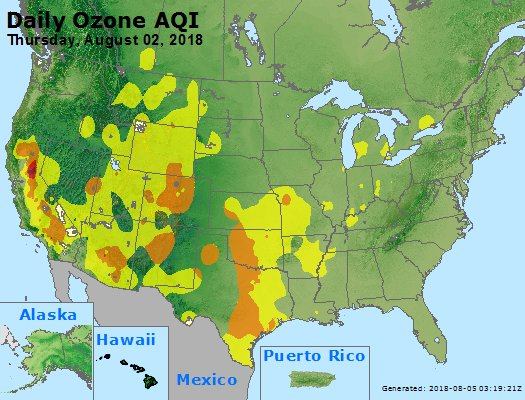 Daily Ozone AQI
Thursday, August 02, 2018
Alaska
Hawaii
Mexico
Puerto Rico
Generated: 2018-08-05 03:19:21Z